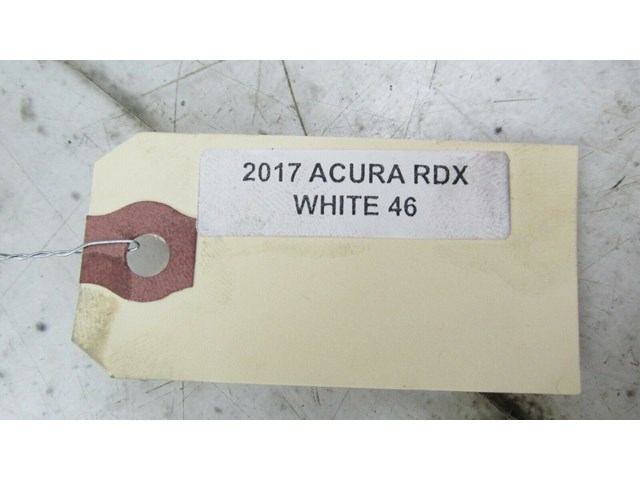 2017 ACURA RDX
WHITE 46